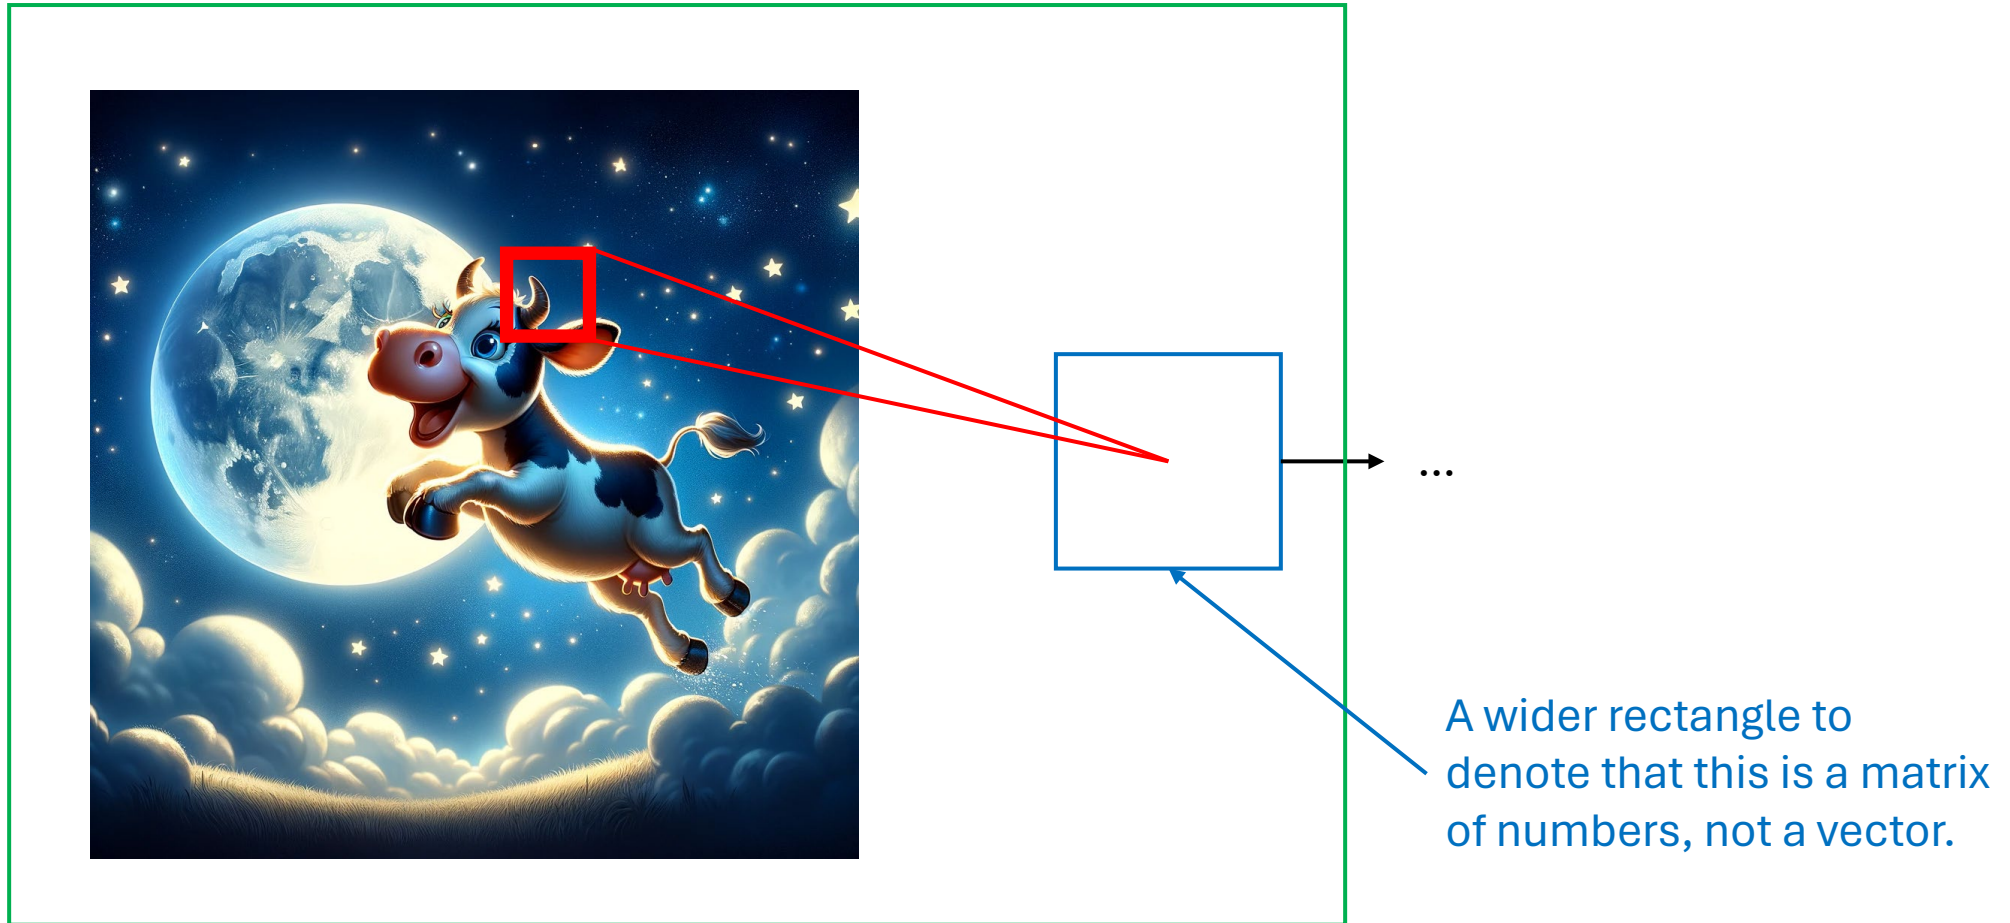 ...
A wider rectangle to
denote that this is a matrix
of numbers, not a vector.